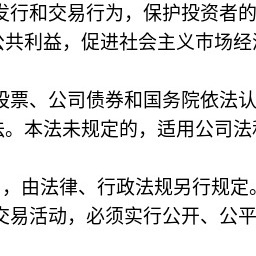 发行和交易行为，保护投资者的
公共利益，促进社会主义市场经
股票、公司债券和国务院依法认
法。本法未规定的，适用公司法
，由法律、行政法规另行规定。
交易活动，必须实行公开、公平